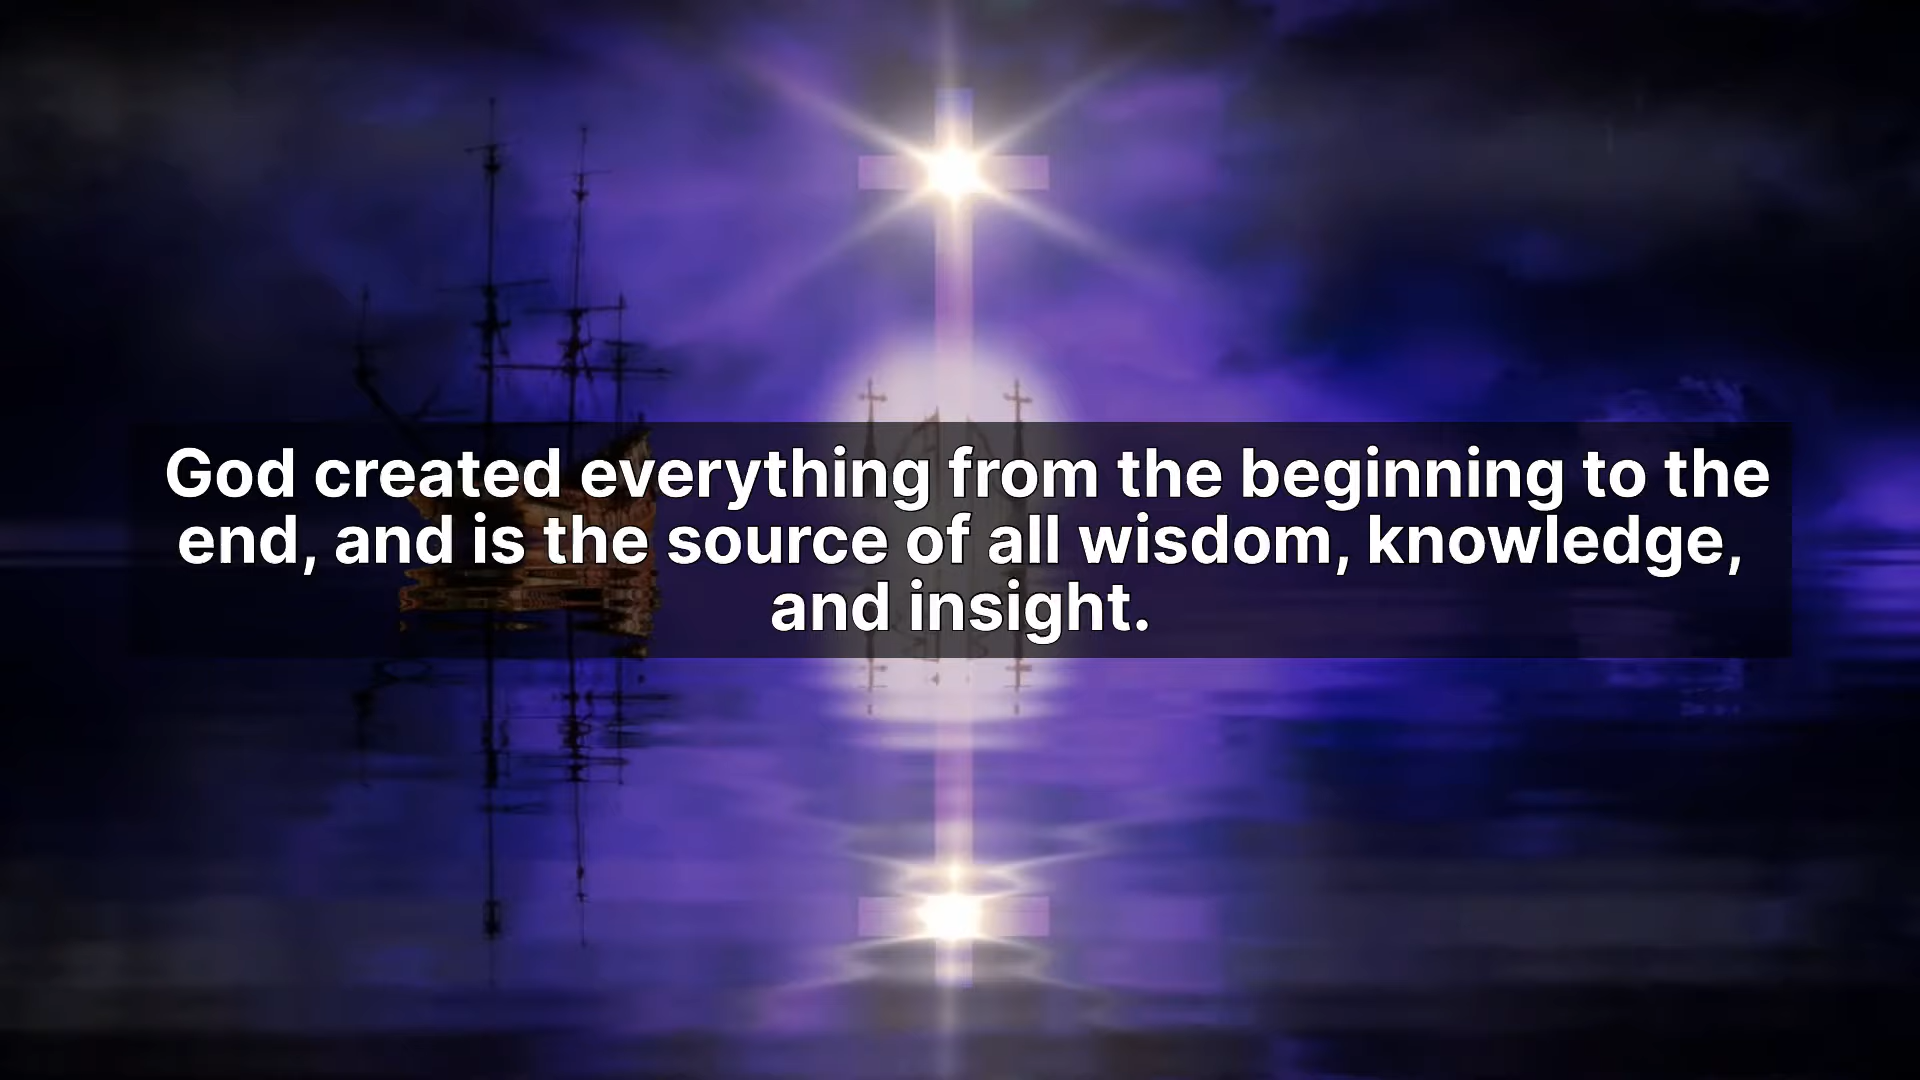 God created everything from the beginning to the
end, and is the source of all wisdom, knowledge,
and insight.